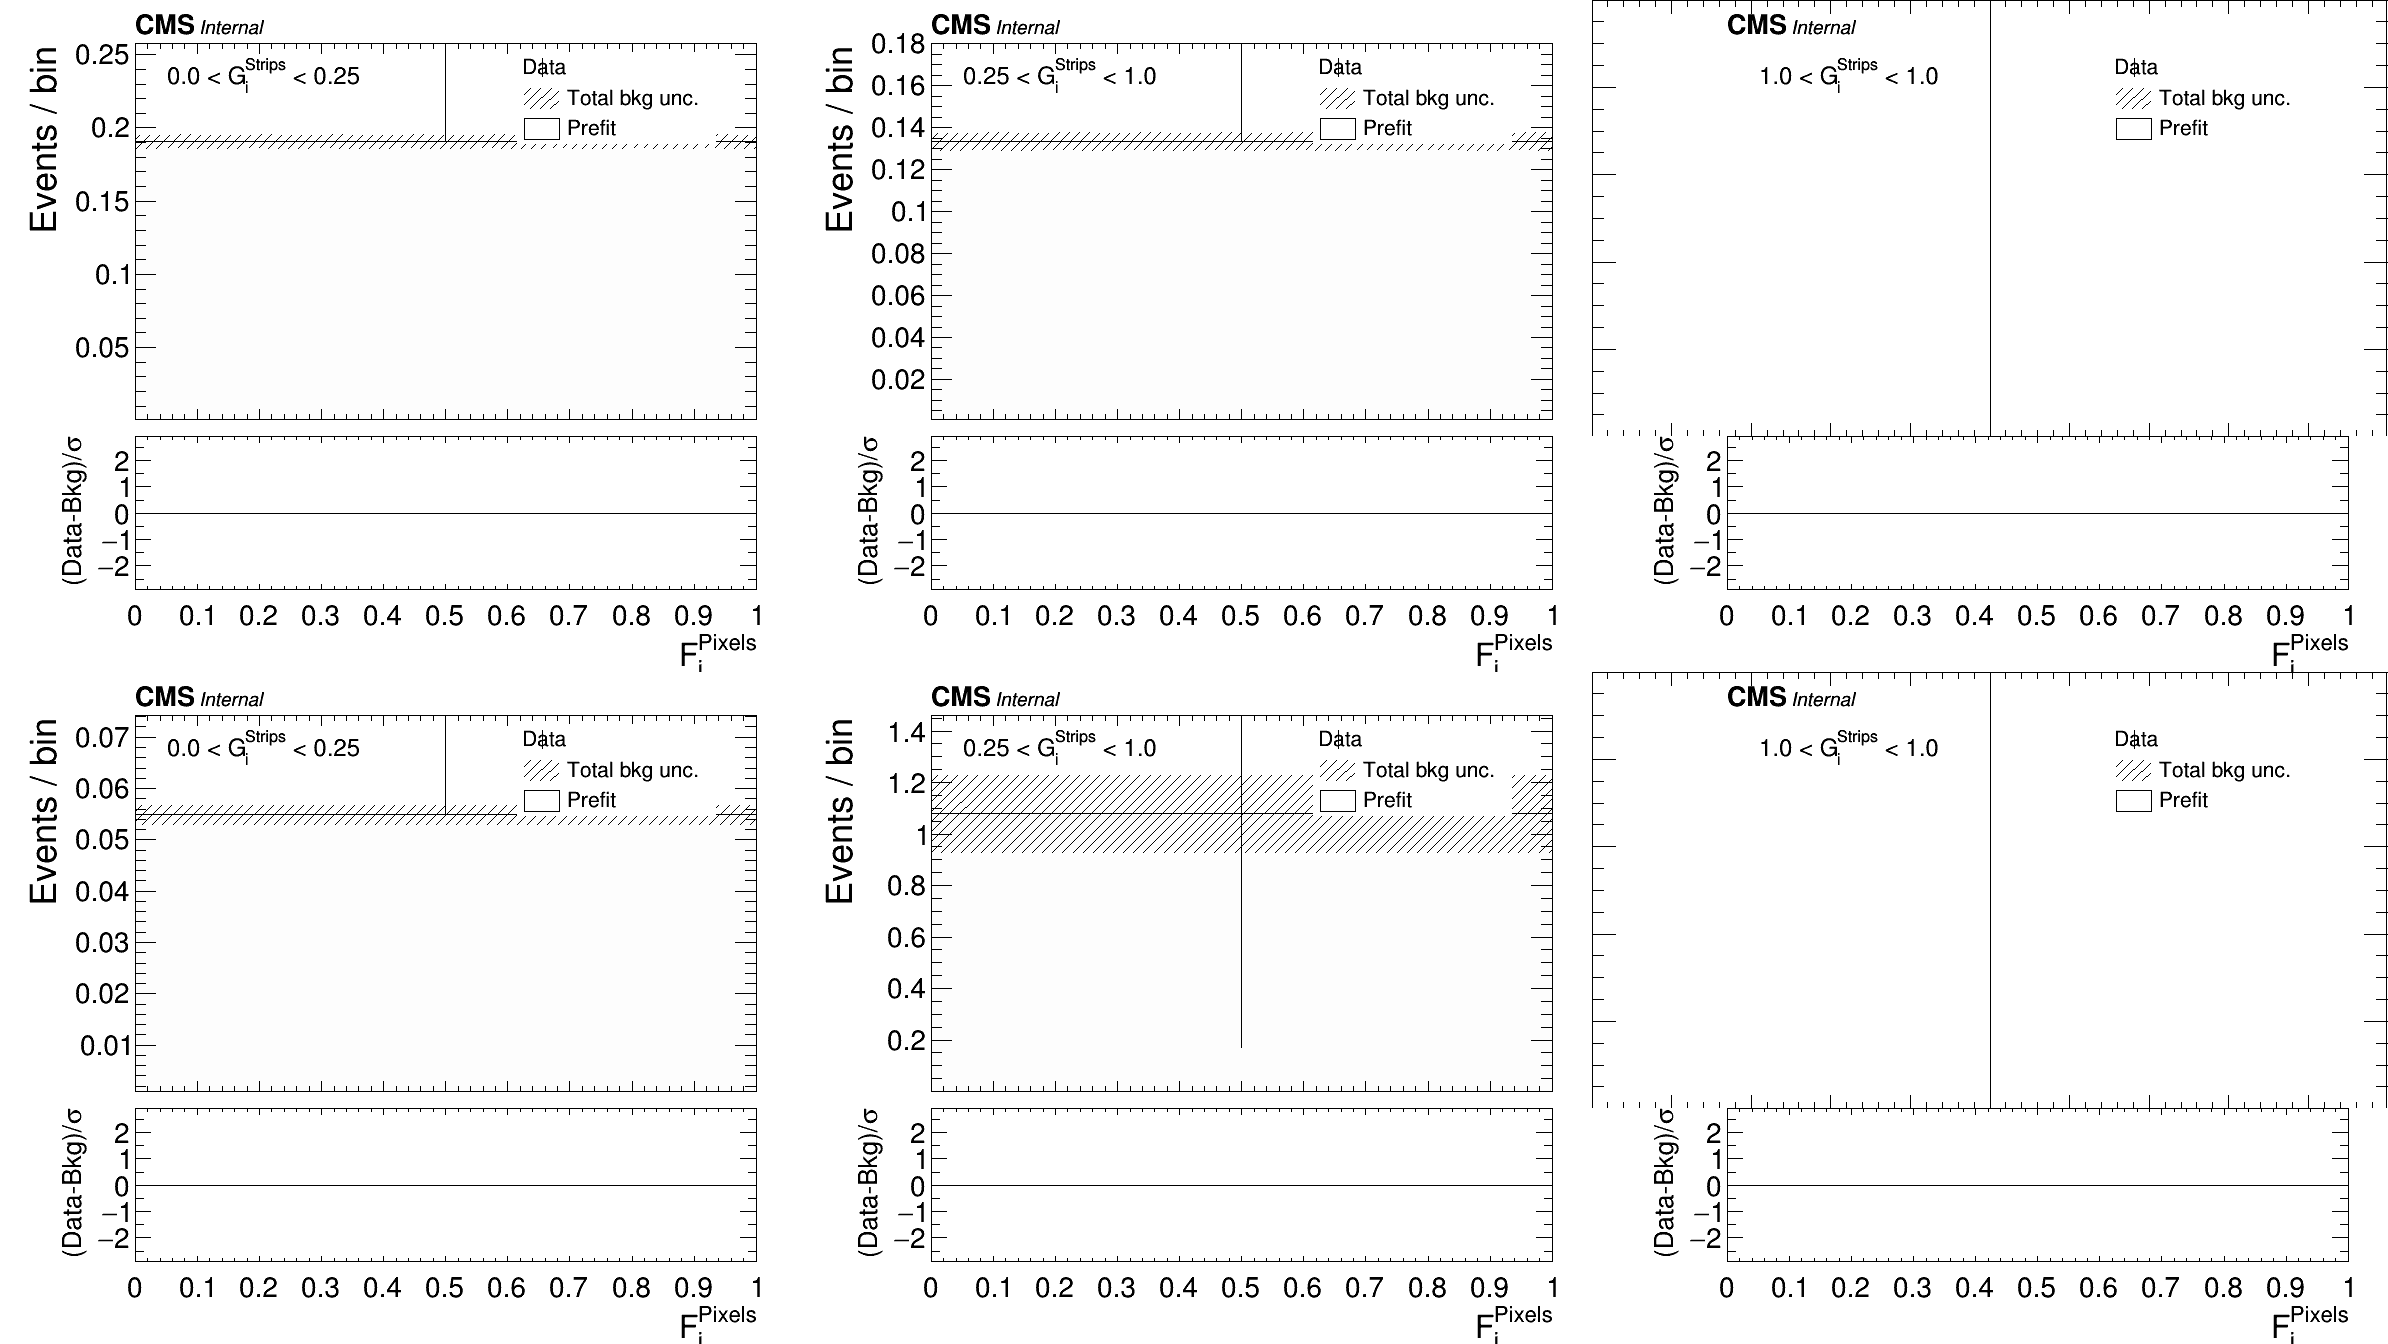 CMS Internal
Events / bin
0.25
0.2
0.15
0.1
0.05
0.0 < G_i^Strips < 0.25
Data
Total bkg unc.
Prefit
(Data-Bkg)/σ
2
1
0
−1
−2
0 0.1 0.2 0.3 0.4 0.5 0.6 0.7 0.8 0.9 1
F_i^Pixels
CMS Internal
Events / bin
0.18
0.16
0.14
0.12
0.1
0.08
0.06
0.04
0.02
0.25 < G_i^Strips < 1.0
Data
Total bkg unc.
Prefit
(Data-Bkg)/σ
2
1
0
−1
−2
0 0.1 0.2 0.3 0.4 0.5 0.6 0.7 0.8 0.9 1
F_i^Pixels
CMS Internal
1.0 < G_i^Strips < 1.0
Data
Total bkg unc.
Prefit
(Data-Bkg)/σ
2
1
0
−1
−2
0 0.1 0.2 0.3 0.4 0.5 0.6 0.7 0.8 0.9 1
F_i^Pixels
CMS Internal
Events / bin
0.07
0.06
0.05
0.04
0.03
0.02
0.01
0.0 < G_i^Strips < 0.25
Data
Total bkg unc.
Prefit
(Data-Bkg)/σ
2
1
0
−1
−2
0 0.1 0.2 0.3 0.4 0.5 0.6 0.7 0.8 0.9 1
F_i^Pixels
CMS Internal
Events / bin
1.4
1.2
1
0.8
0.6
0.4
0.2
0.25 < G_i^Strips < 1.0
Data
Total bkg unc.
Prefit
(Data-Bkg)/σ
2
1
0
−1
−2
0 0.1 0.2 0.3 0.4 0.5 0.6 0.7 0.8 0.9 1
F_i^Pixels
CMS Internal
1.0 < G_i^Strips < 1.0
Data
Total bkg unc.
Prefit
(Data-Bkg)/σ
2
1
0
−1
−2
0 0.1 0.2 0.3 0.4 0.5 0.6 0.7 0.8 0.9 1
F_i^Pixels